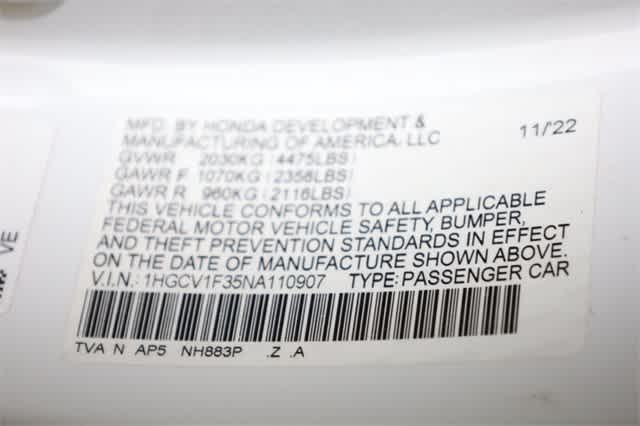 MFD. BY HONDA DEVELOPMENT &
MANUFACTURING OF AMERICA, LLC
11/'22
GVWR 2030KG (4475LBS)
GAWR F 1070KG (2358LBS)
GAWR R 960KG (2116LBS)
THIS VEHICLE CONFORMS TO ALL APPLICABLE
FEDERAL MOTOR VEHICLE SAFETY, BUMPER,
AND THEFT PREVENTION STANDARDS IN EFFECT
ON THE DATE OF MANUFACTURE SHOWN ABOVE.
V.I.N.: 1HGCV1F35NA110907 TYPE: PASSENGER CAR
TVA N AP5 NH883P .Z .A
VE